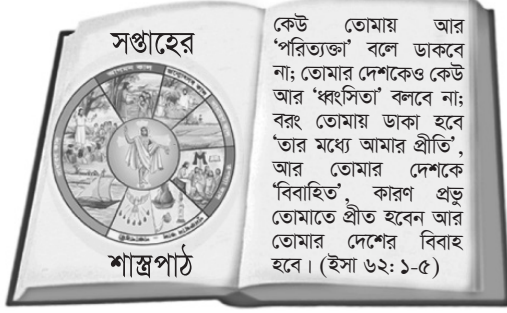 সপ্তাহের
শাস্ত্রপাঠ
কেউ তোমায় আর
‘পরিত্যক্তা’ বলে ডাকবে
না; তোমার দেশকেও কেউ
আর ‘ধ্বংসিতা’ বলবে না;
বরং তোমায় ডাকা হবে
‘তার মধ্যে আমার প্রীতি’,
আর তোমার দেশকে
‘বিবাহিত’, কারণ প্রভু
তোমাতে প্রীত হবেন আর
তোমার দেশের বিবাহ
হবে। (ইসা ৬২: ১-৫)